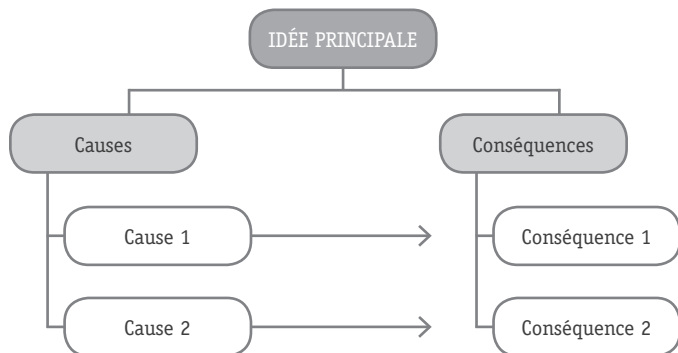 IDÉE PRINCIPALE
Causes
Conséquences
Cause 1
Conséquence 1
Cause 2
Conséquence 2